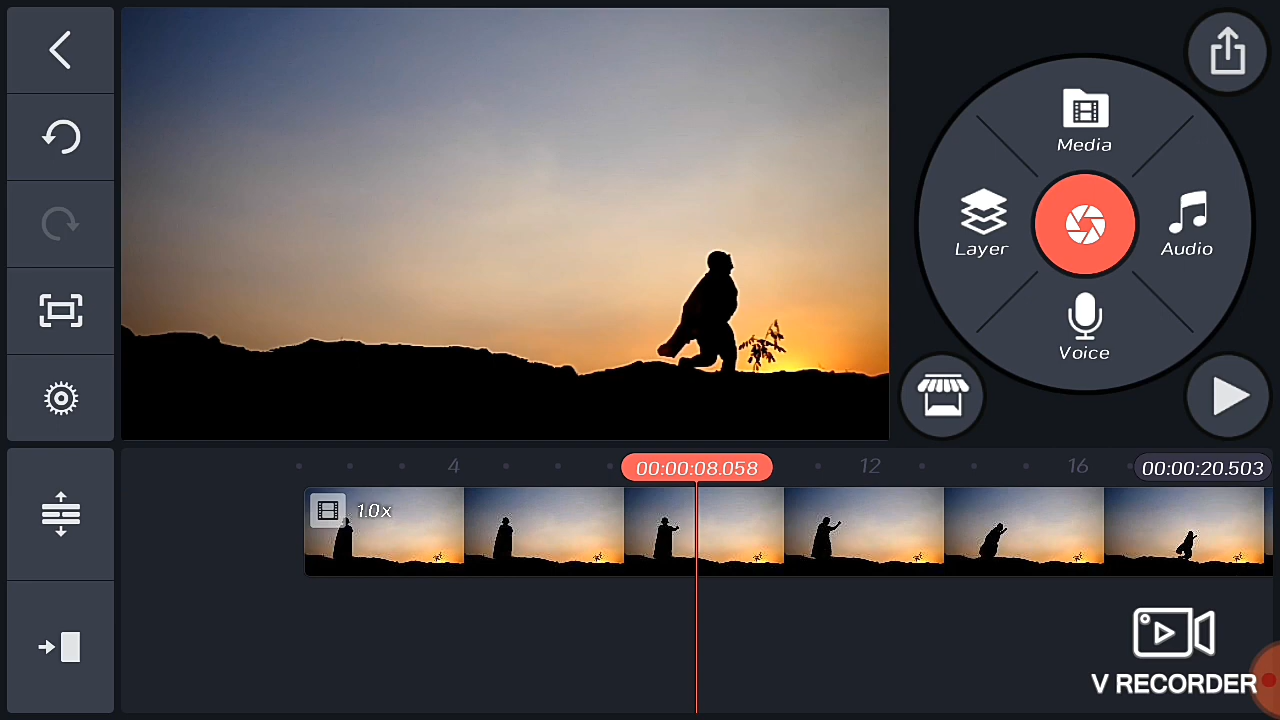 Media
Layer
Audio
Voice
4
00:00:08.058
12
16
00:00:20.503
1.0x
V RECORDER